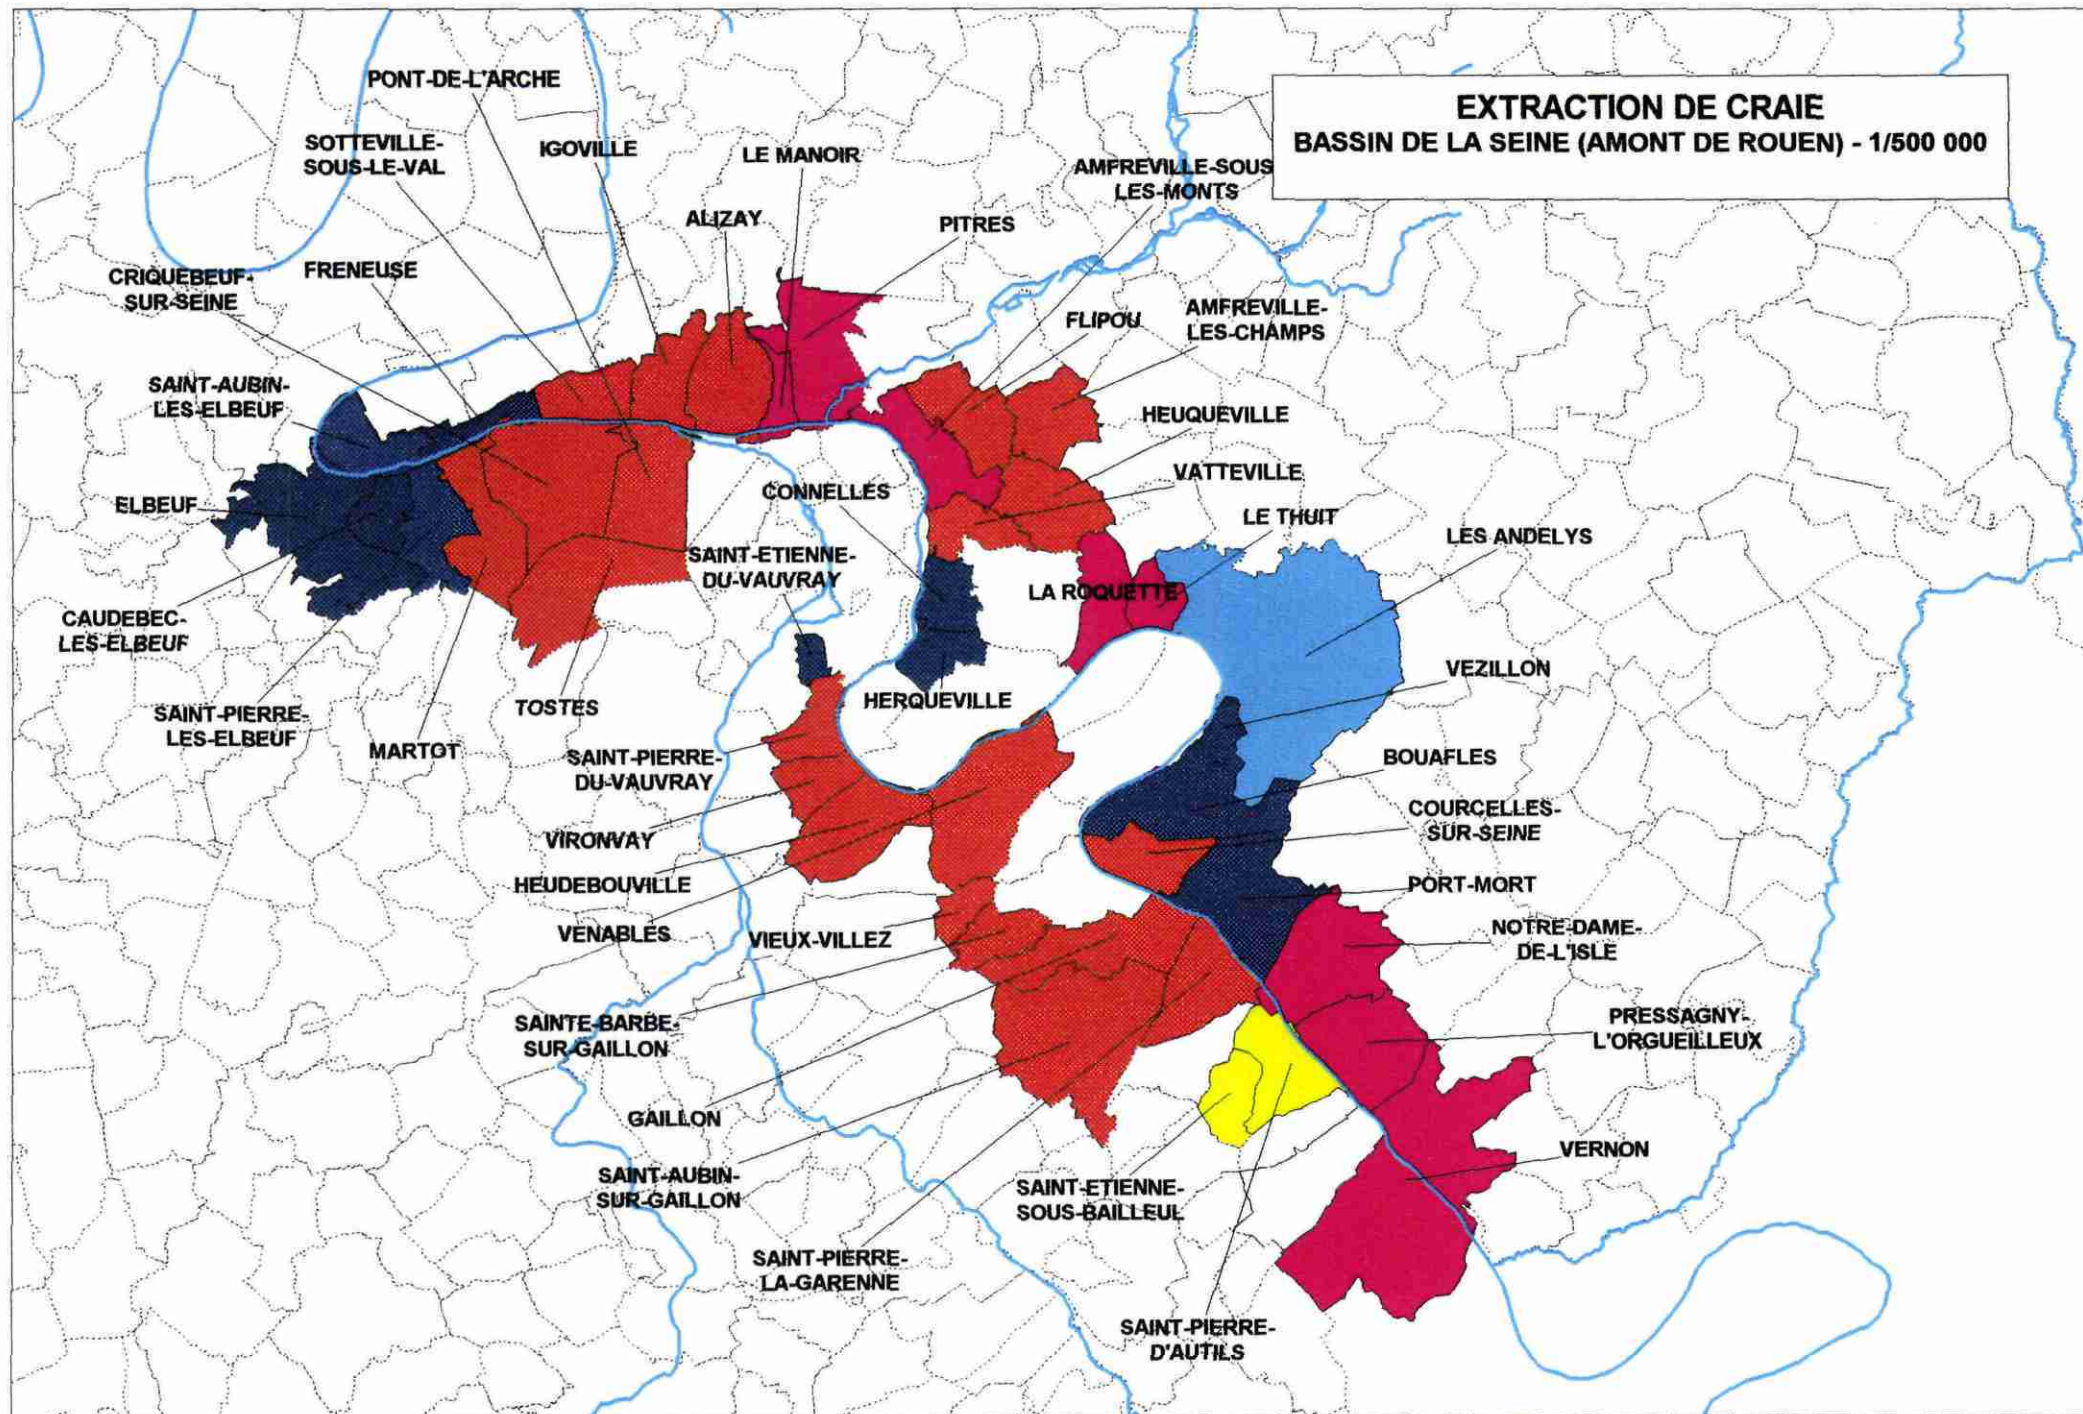 EXTRACTION DE CRAIE
BASSIN DE LA SEINE (AMONT DE ROUEN) - 1/500 000
PONT-DE-L'ARCHE
SOTTEVILLE-
SOUS-LE-VAL
IGOVILLE
LE MANOIR
AMFREVILLE-SOUS
LES-MONTS
ALIZAY
PITRES
CRIQUEBEUF-
SUR-SEINE
FRENEUSE
FLIPOU
AMFREVILLE-
LES-CHAMPS
SAINT-AUBIN-
LES-ELBEUF
HEUQUEVILLE
ELBEUF
CONNELLES
VATTEVILLE
LE THUIT
LES ANDELYS
SAINT-ETIENNE-
DU-VAUVRAY
LA ROQUETTE
CAUDEBEC-
LES-ELBEUF
VEZILLON
SAINT-PIERRE-
LES-ELBEUF
MARTOT
TOSTES
HERQUEVILLE
SAINT-PIERRE-
DU-VAUVRAY
BOUAFLES
VIRONVAY
COURCELLES-
SUR-SEINE
HEUDEBOUVILLE
PORT-MORT
VENABLES
VIEUX-VILLEZ
NOTRE-DAME-
DE-L'ISLE
SAINTE-BARBE-
SUR-GAILLON
PRESSAGNY-
L'ORGUEILLEUX
GAILLON
VERNON
SAINT-AUBIN-
SUR-GAILLON
SAINT-ETIENNE-
SOUS-BAILLEUL
SAINT-PIERRE-
LA-GARENNE
SAINT-PIERRE-
D'AUTILS